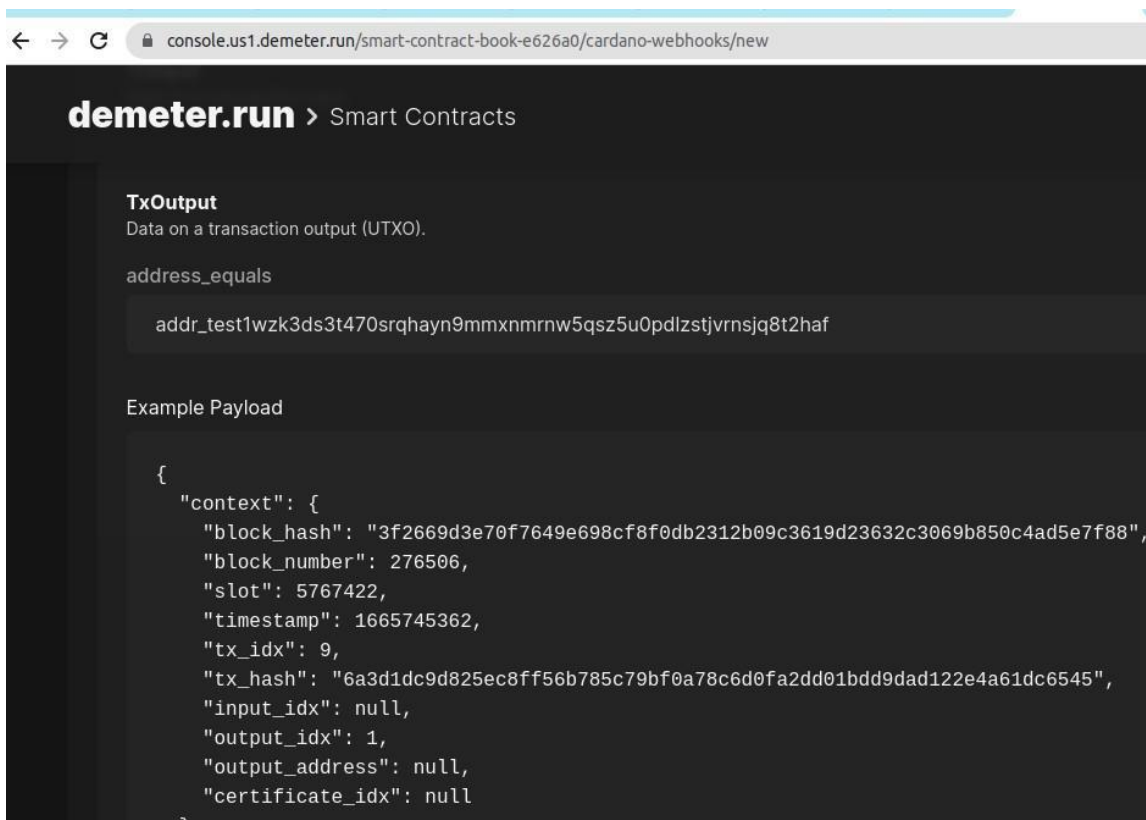 console.us1.demeter.run/smart-contract-book-e626a0/cardano-webhooks/new
demeter.run > Smart Contracts
TxOutput
Data on a transaction output (UTXO).
address_equals
addr_test1wzk3ds3t470srqhayn9mmxnmrnw5qsz5u0pdlzstjvrnsjq8t2haf
Example Payload
{
"context": {
"block_hash": "3f2669d3e70f7649e698cf8f0db2312b09c3619d23632c3069b850c4ad5e7f88",
"block_number": 276506,
"slot": 5767422,
"timestamp": 1665745362,
"tx_idx": 9,
"tx_hash": "6a3d1dc9d825ec8ff56b785c79bf0a78c6d0fa2dd01bdd9dad122e4a61dc6545",
"input_idx": null,
"output_idx": 1,
"output_address": null,
"certificate_idx": null